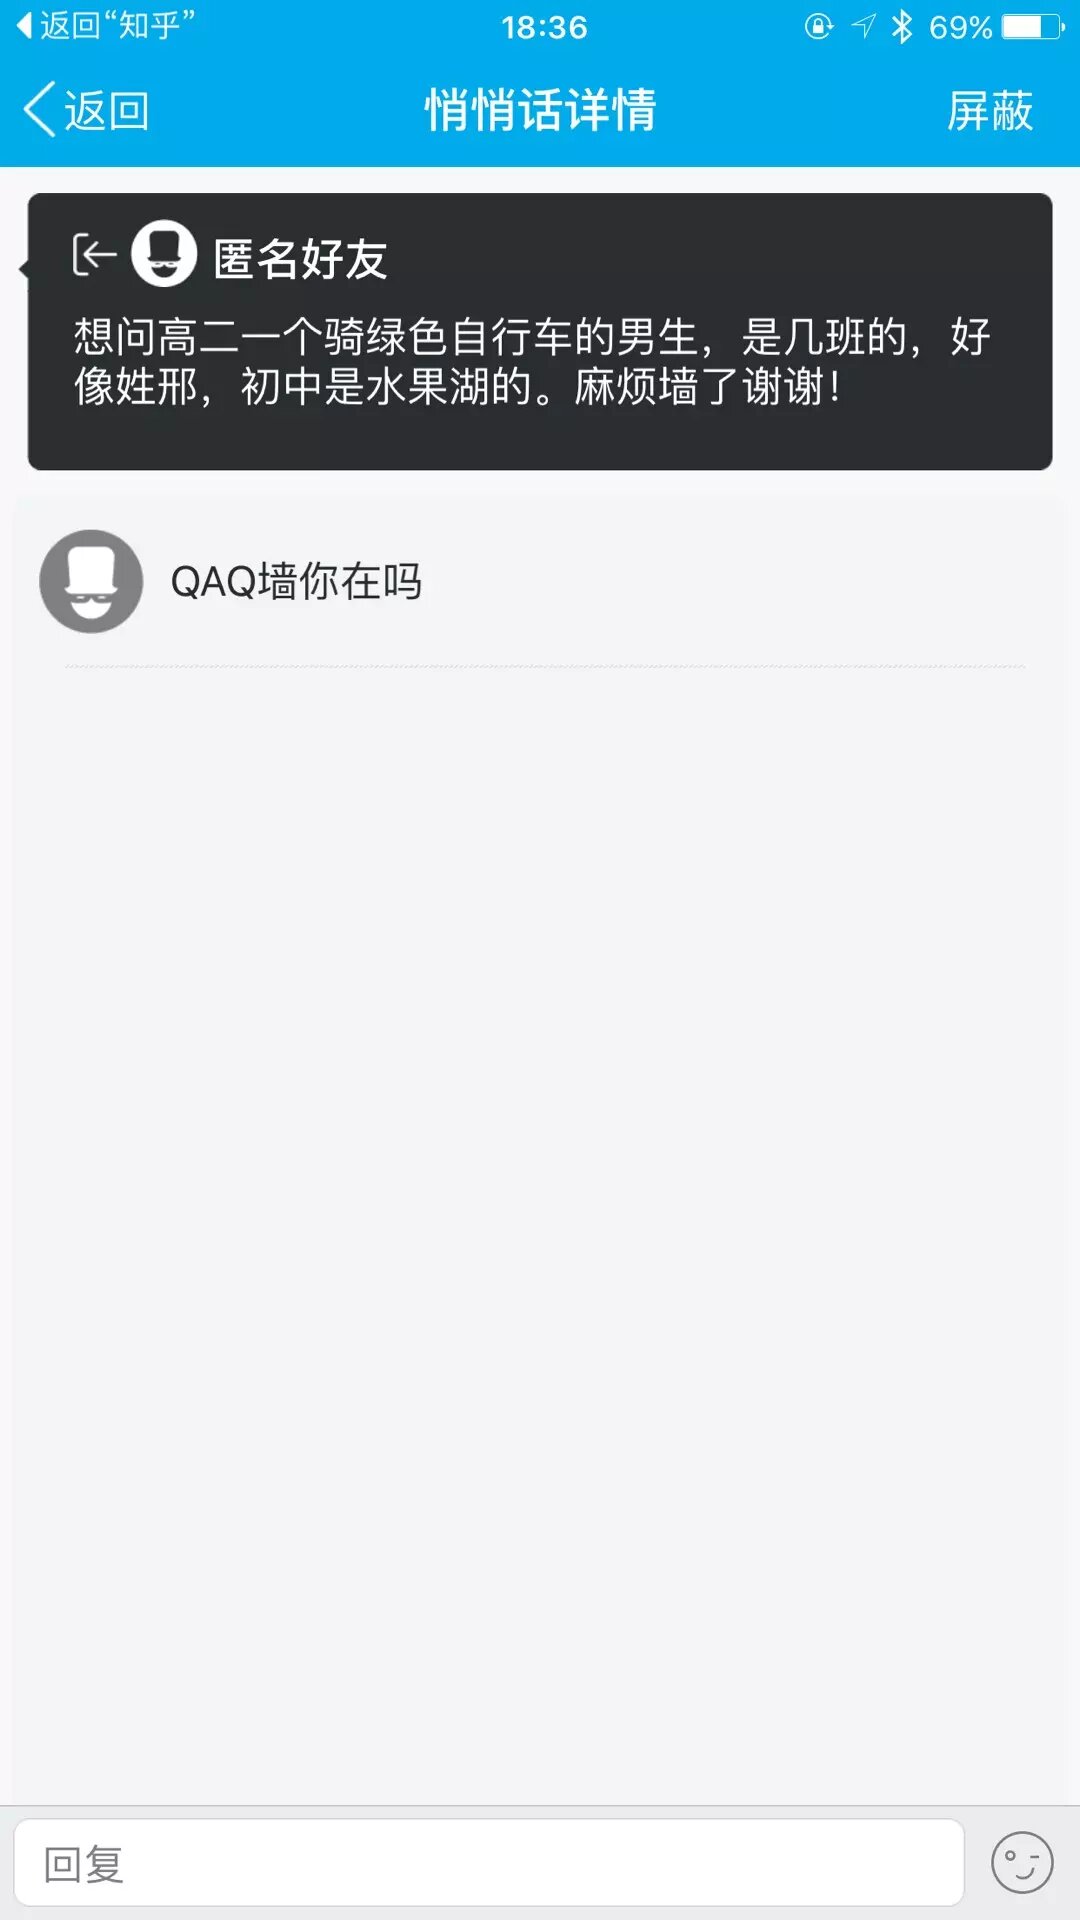 返回“知乎”
18:36
69%
返回
悄悄话详情
屏蔽
匿名好友
想问高二一个骑绿色自行车的男生，是几班的，好
像姓邢，初中是水果湖的。麻烦墙了谢谢！
QAQ墙你在吗
回复